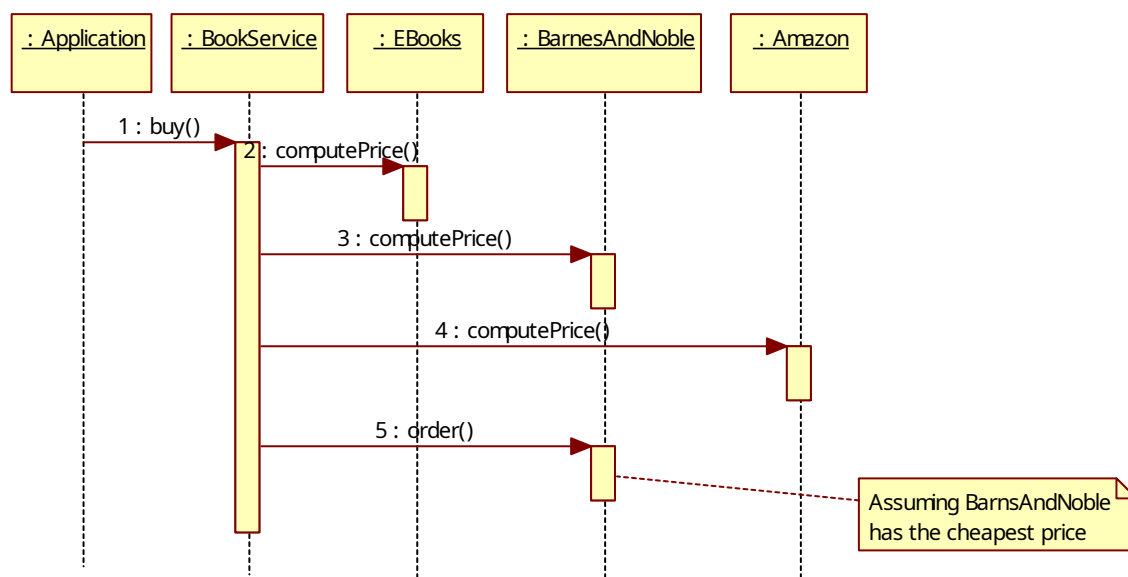 : Application
: BookService
: EBooks
: BarnesAndNoble
: Amazon
1 : buy()
2 : computePrice()
3 : computePrice()
4 : computePrice()
5 : order()
Assuming BarnsAndNoble
has the cheapest price